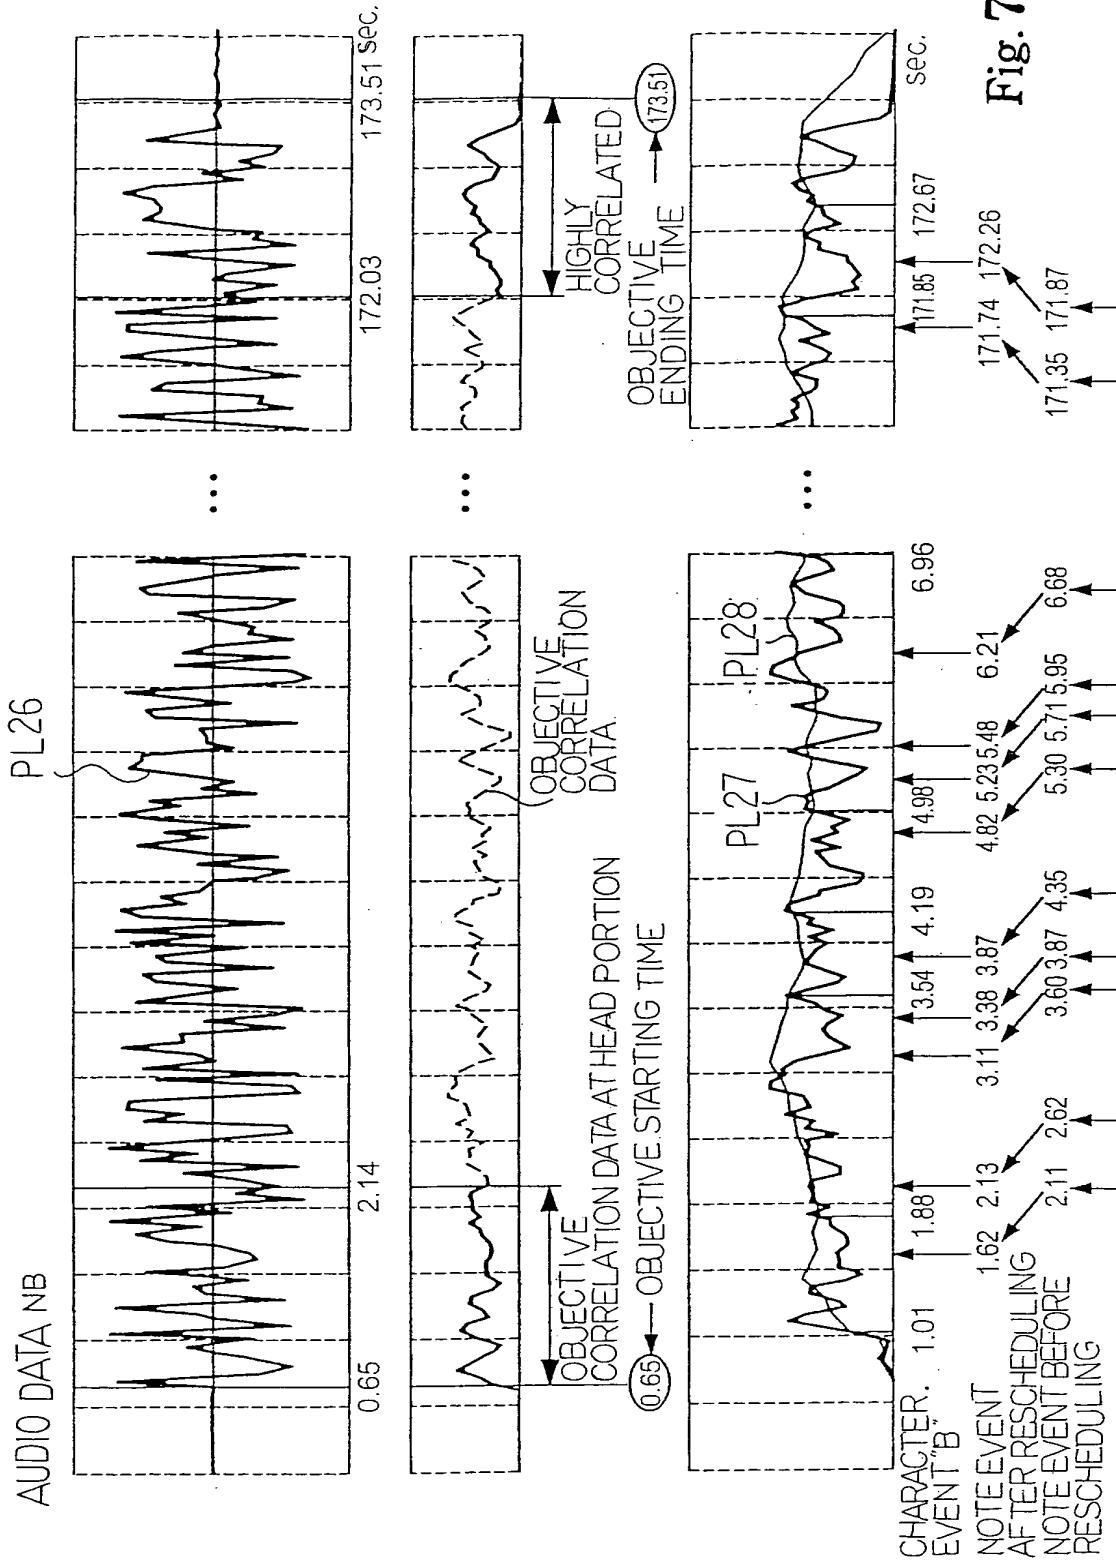 AUDIO DATA NB
PL26
...
0.65
2.14
172.03
173.51 sec.
...
OBJECTIVE
CORRELATION DATA AT HEAD PORTION
0.65 OBJECTIVE STARTING TIME
OBJECTIVE
CORRELATION
DATA
HIGHLY
CORRELATED
OBJECTIVE
ENDING TIME
173.51
PL27
PL28
...
CHARACTER.
EVENT "B"
1.01
1.88
3.54
4.19
4.98
6.96
171.85
172.67
sec.
NOTE EVENT
AFTER RESCHEDULING
1.62
2.13
3.11
3.38
3.87
4.82
5.23
5.48
6.21
171.74
172.26
NOTE EVENT BEFORE
RESCHEDULING
2.11
2.62
3.60
3.87
4.35
5.30
5.71
5.95
6.68
171.35
171.87
Fig. 7